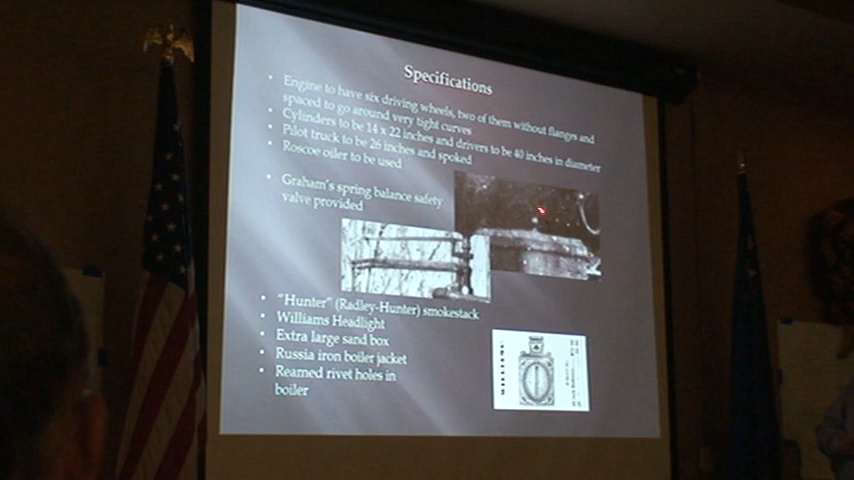 Specifications
• Engine to have six driving wheels, two of them without flanges and
spaced to go around very tight curves
• Cylinders to be 14 x 22 inches and drivers to be 40 inches in diameter
• Pilot truck to be 26 inches and spoked
• Roscoe oiler to be used
• Graham's spring balance safety
valve provided
• "Hunter" (Radley-Hunter) smokestack
• Williams Headlight
• Extra large sand box
• Russia iron boiler jacket
• Reamed rivet holes in
boiler
WILLIAMS